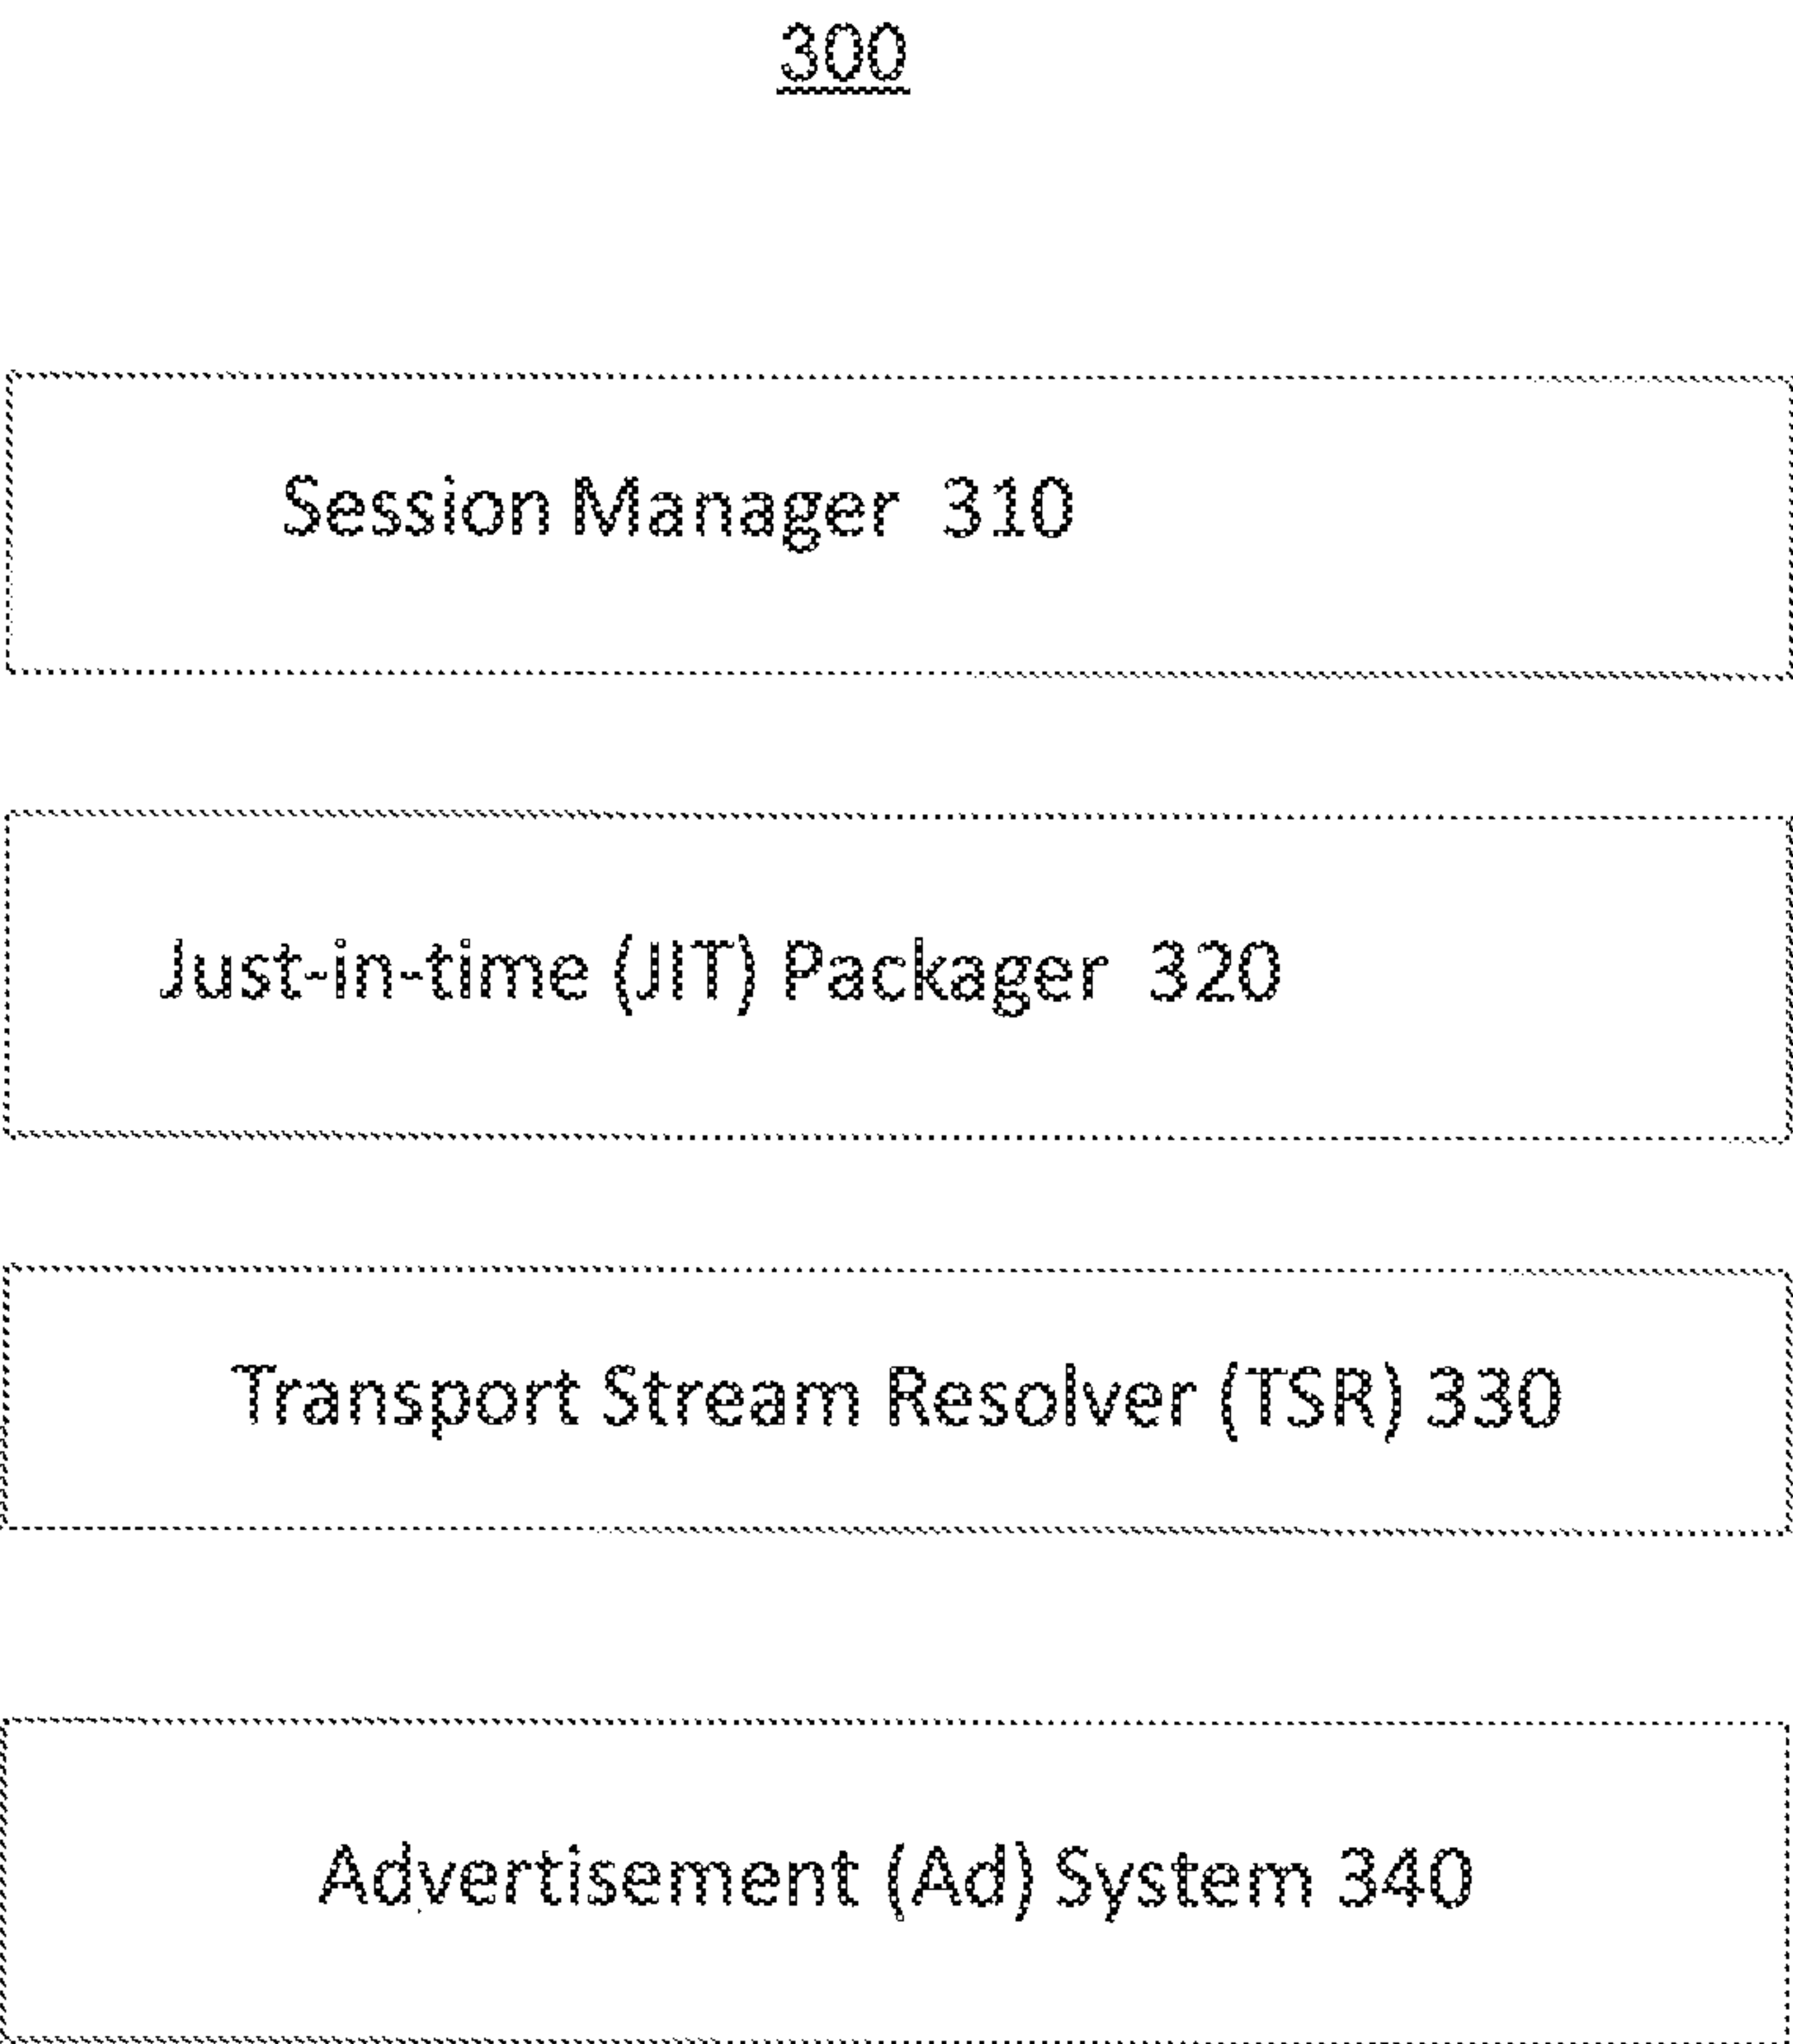 300
Session Manager 310
Just-in-time (JIT) Packager 320
Transport Stream Resolver (TSR) 330
Advertisement (Ad) System 340